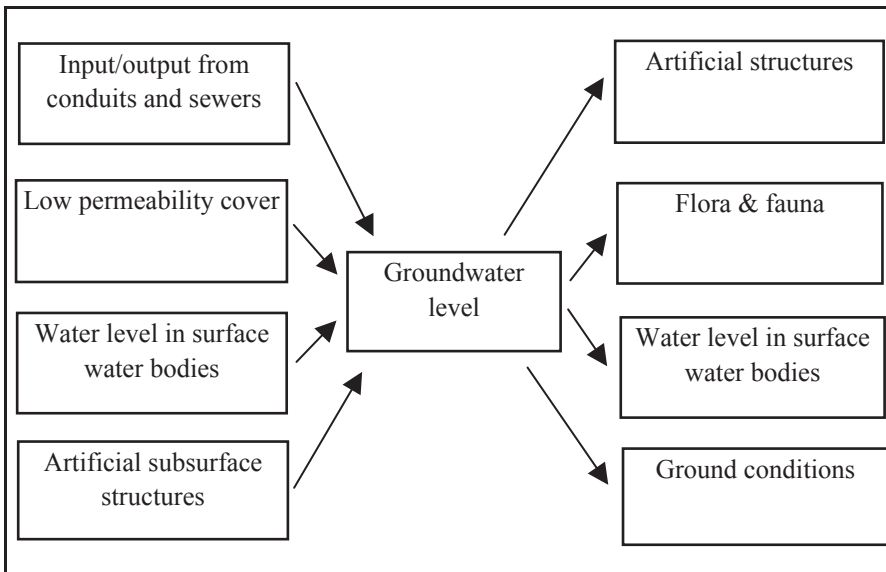 Input/output from
conduits and sewers
Low permeability cover
Water level in surface
water bodies
Artificial subsurface
structures
Groundwater
level
Artificial structures
Flora & fauna
Water level in surface
water bodies
Ground conditions